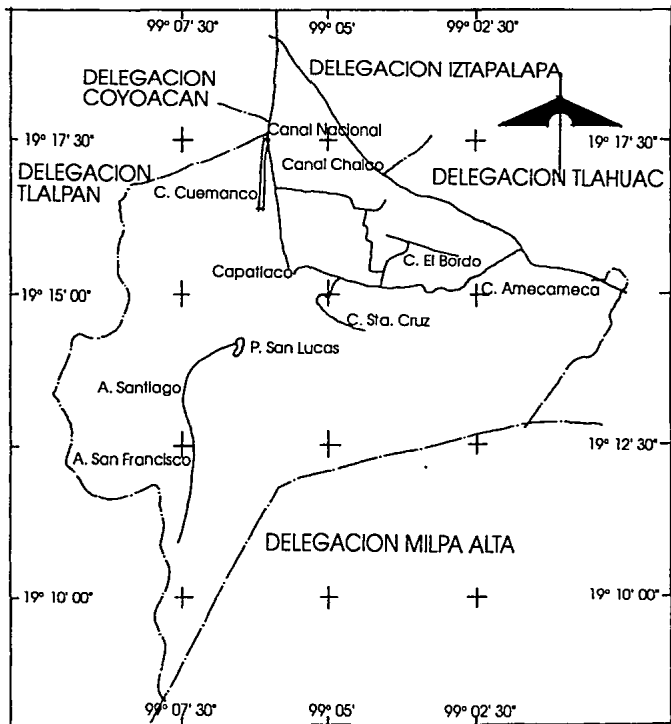 99° 07' 30"
99° 05'
99° 02' 30"
DELEGACION
COYOACAN
DELEGACION IZTAPALAPA
Canal Nacional
19° 17' 30"
19° 17' 30"
Canal Chalco
DELEGACION
TLALPAN
DELEGACION TLAHUAC
C. Cuemanco
C. El Bordo
Capatlaco
C. Amecameca
19° 15' 00"
C. Sta. Cruz
P. San Lucas
A. Santiago
19° 12' 30"
A. San Francisco
DELEGACION MILPA ALTA
19° 10' 00"
19° 10' 00"
99° 07' 30"
99° 05'
99° 02' 30"